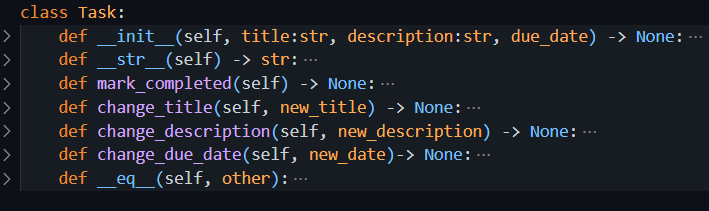 class Task:
    def __init__(self, title:str, description:str, due_date) -> None:···
    def __str__(self) -> str:···
    def mark_completed(self) -> None:···
    def change_title(self, new_title) -> None:···
    def change_description(self, new_description) -> None:···
    def change_due_date(self, new_date)-> None:···
    def __eq__(self, other):···